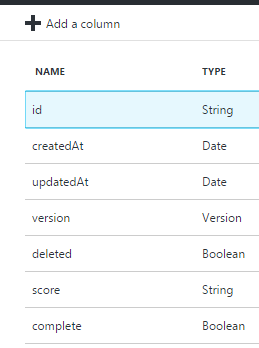 Add a column
NAME TYPE
id String
createdAt Date
updatedAt Date
version Version
deleted Boolean
score String
complete Boolean